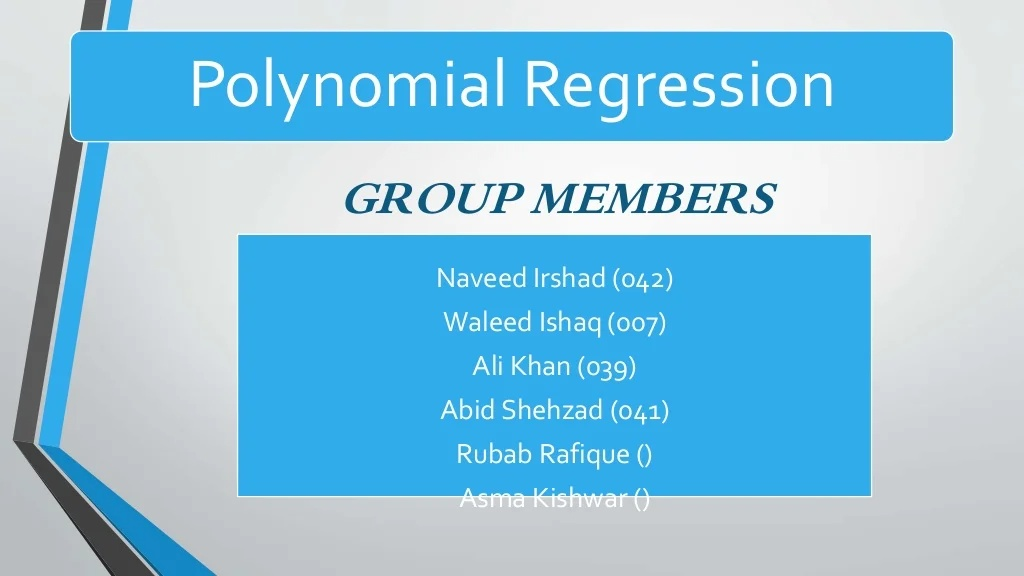 Polynomial Regression
GROUP MEMBERS
Naveed Irshad (042)
Waleed Ishaq (007)
Ali Khan (039)
Abid Shehzad (041)
Rubab Rafique ()
Asma Kishwar ()